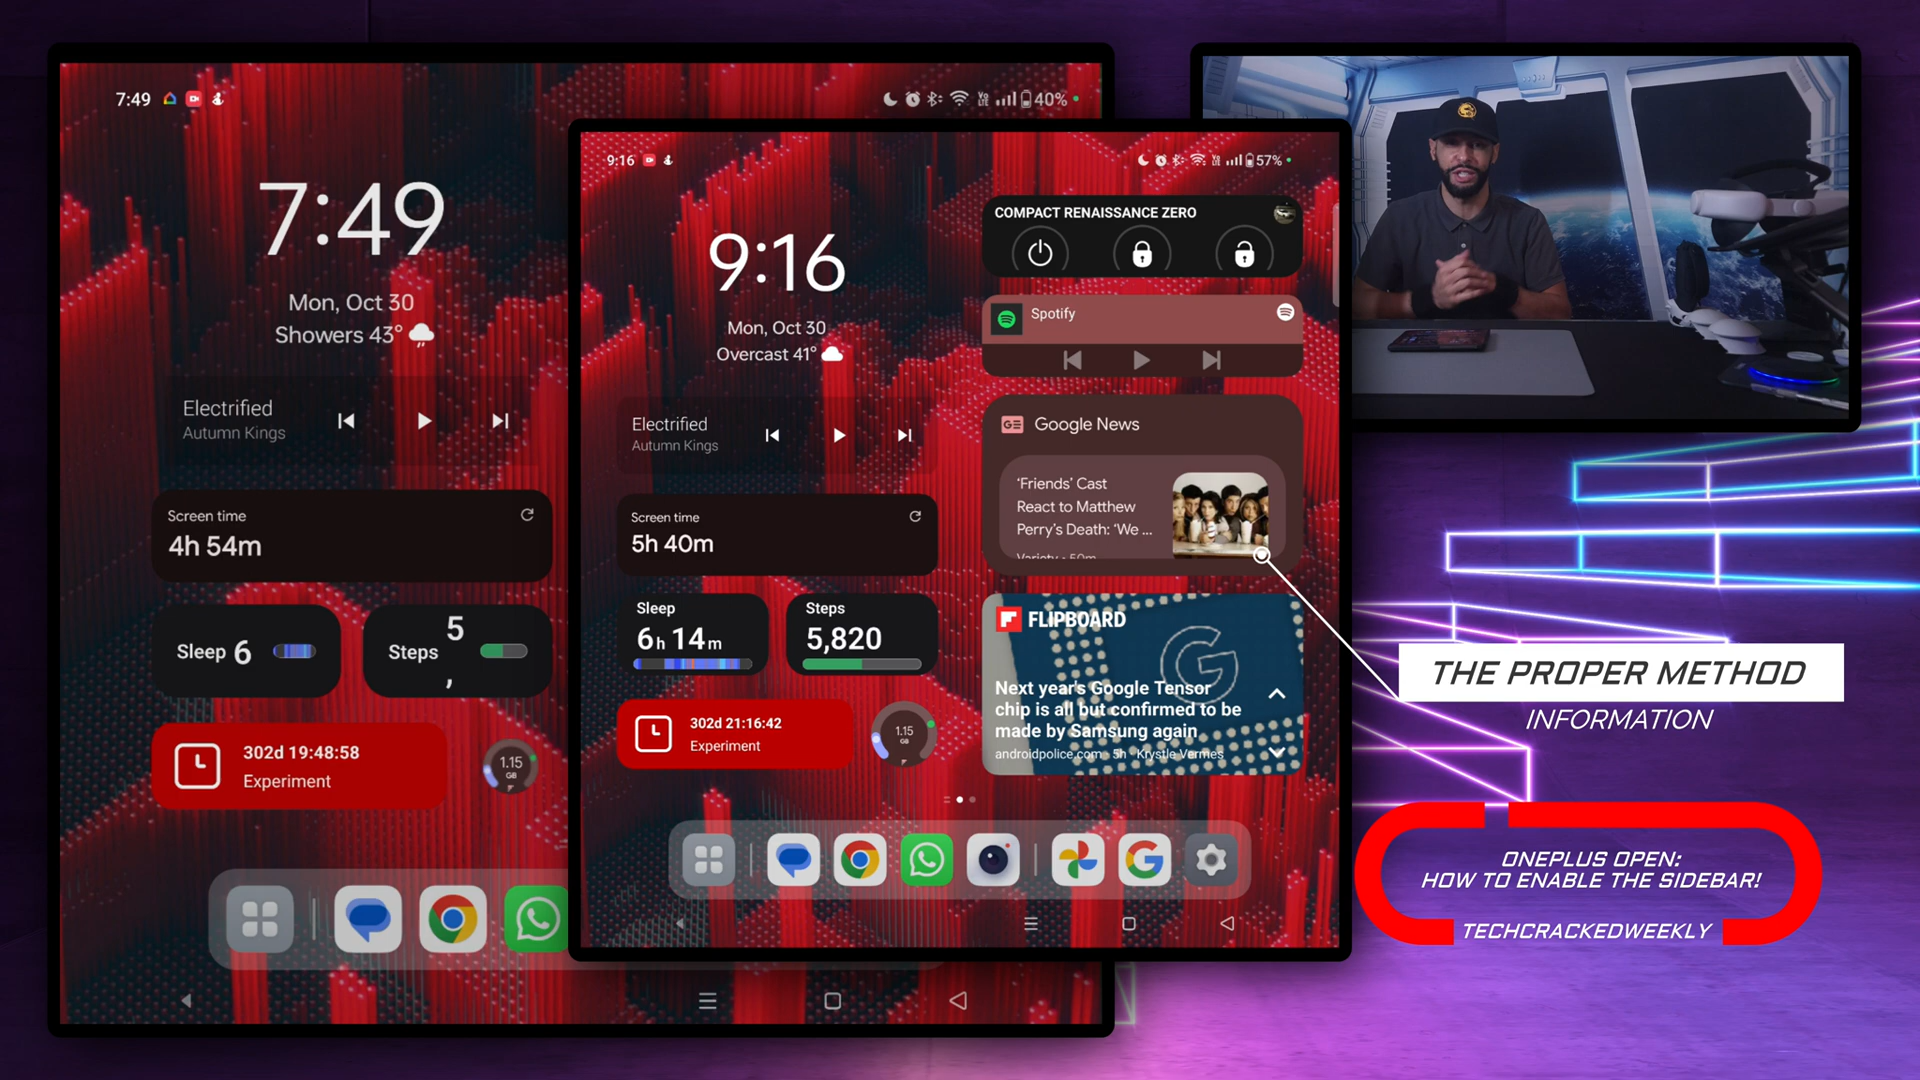 7:49
40%
7:49
Mon, Oct 30
Showers 43°
Electrified
Autumn Kings
Screen time
4h 54m
Sleep 6
Steps 5
,
302d 19:48:58
Experiment
1.15
GB
9:16
57%
9:16
Mon, Oct 30
Overcast 41°
Electrified
Autumn Kings
Screen time
5h 40m
Sleep
6h 14m
Steps
5,820
302d 21:16:42
Experiment
1.15
GB
COMPACT RENAISSANCE ZERO
Spotify
Google News
‘Friends’ Cast
React to Matthew
Perry’s Death: ‘We ...
Variety • 50m
FLIPBOARD
Next year's Google Tensor
chip is all but confirmed to be
made by Samsung again
androidpolice.com · 5h · Krystle Vermes
THE PROPER METHOD
INFORMATION
ONEPLUS OPEN:
HOW TO ENABLE THE SIDEBAR!
TECHCRACKEDWEEKLY